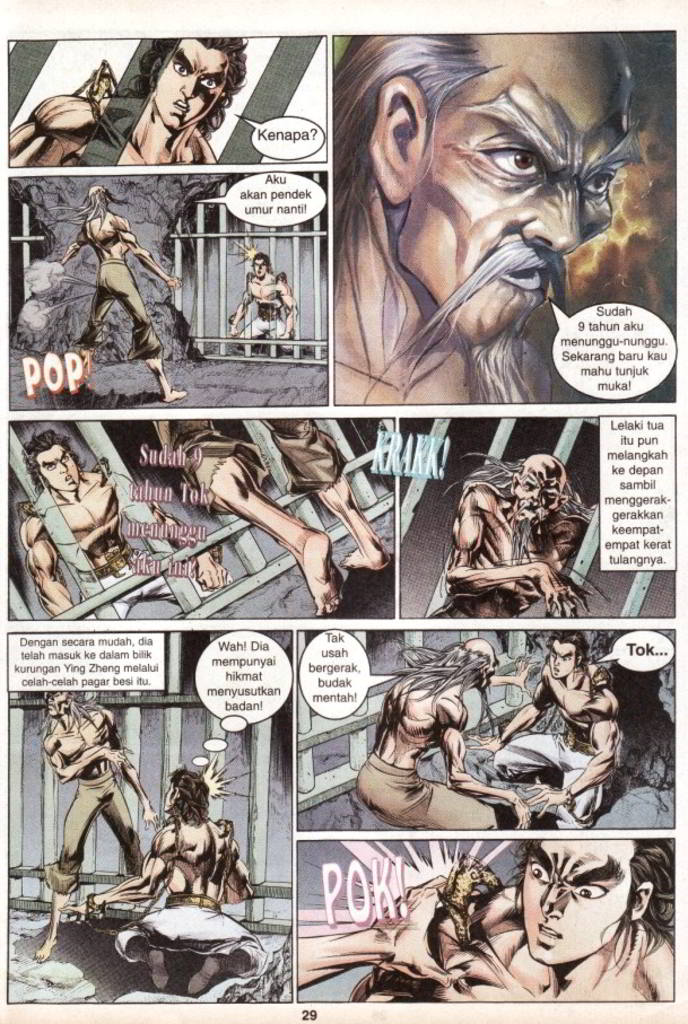 Kenapa?
Sudah
9 tahun aku
menunggu-nunggu.
Sekarang baru kau
mahu tunjuk
muka!
Aku
akan pendek
umur nanti!
POP!
Sudah 9
tahun Tok
menunggu
aku
KRAKK!
Lelaki tua
itu pun
melangkah
ke depan
sambil
menggerak-
gerakkan
keempat-
empat kerat
tulangnya.
Dengan secara mudah, dia
telah masuk ke dalam bilik
kurungan Ying Zheng melalui
celah-celah pagar besi itu.
Wah! Dia
mempunyai
hikmat
menyusutkan
badan!
Tak
usah
bergerak,
budak
mentah!
Tok...
POK!
29